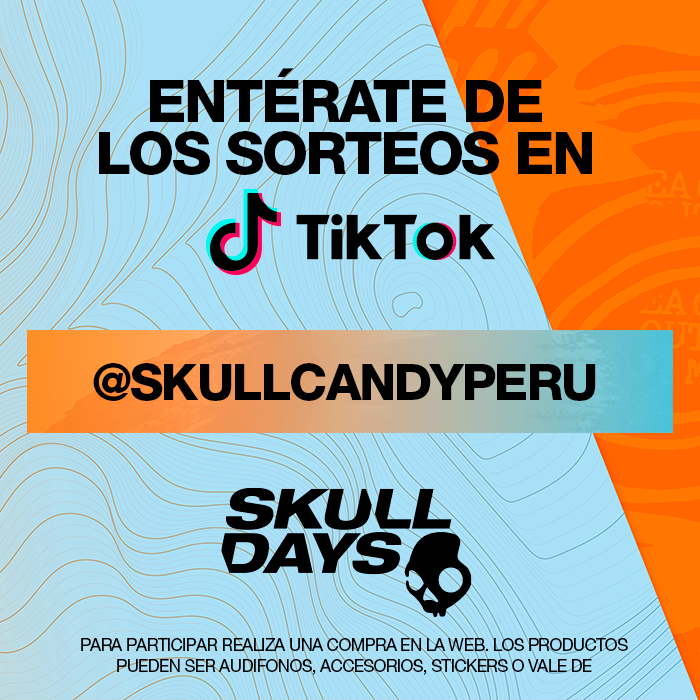 ENTÉRATE DE
LOS SORTEOS EN
TikTok
@SKULLCANDYPERU
SKULL
DAYS
PARA PARTICIPAR REALIZA UNA COMPRA EN LA WEB. LOS PRODUCTOS
PUEDEN SER AUDIFONOS, ACCESORIOS, STICKERS O VALE DE